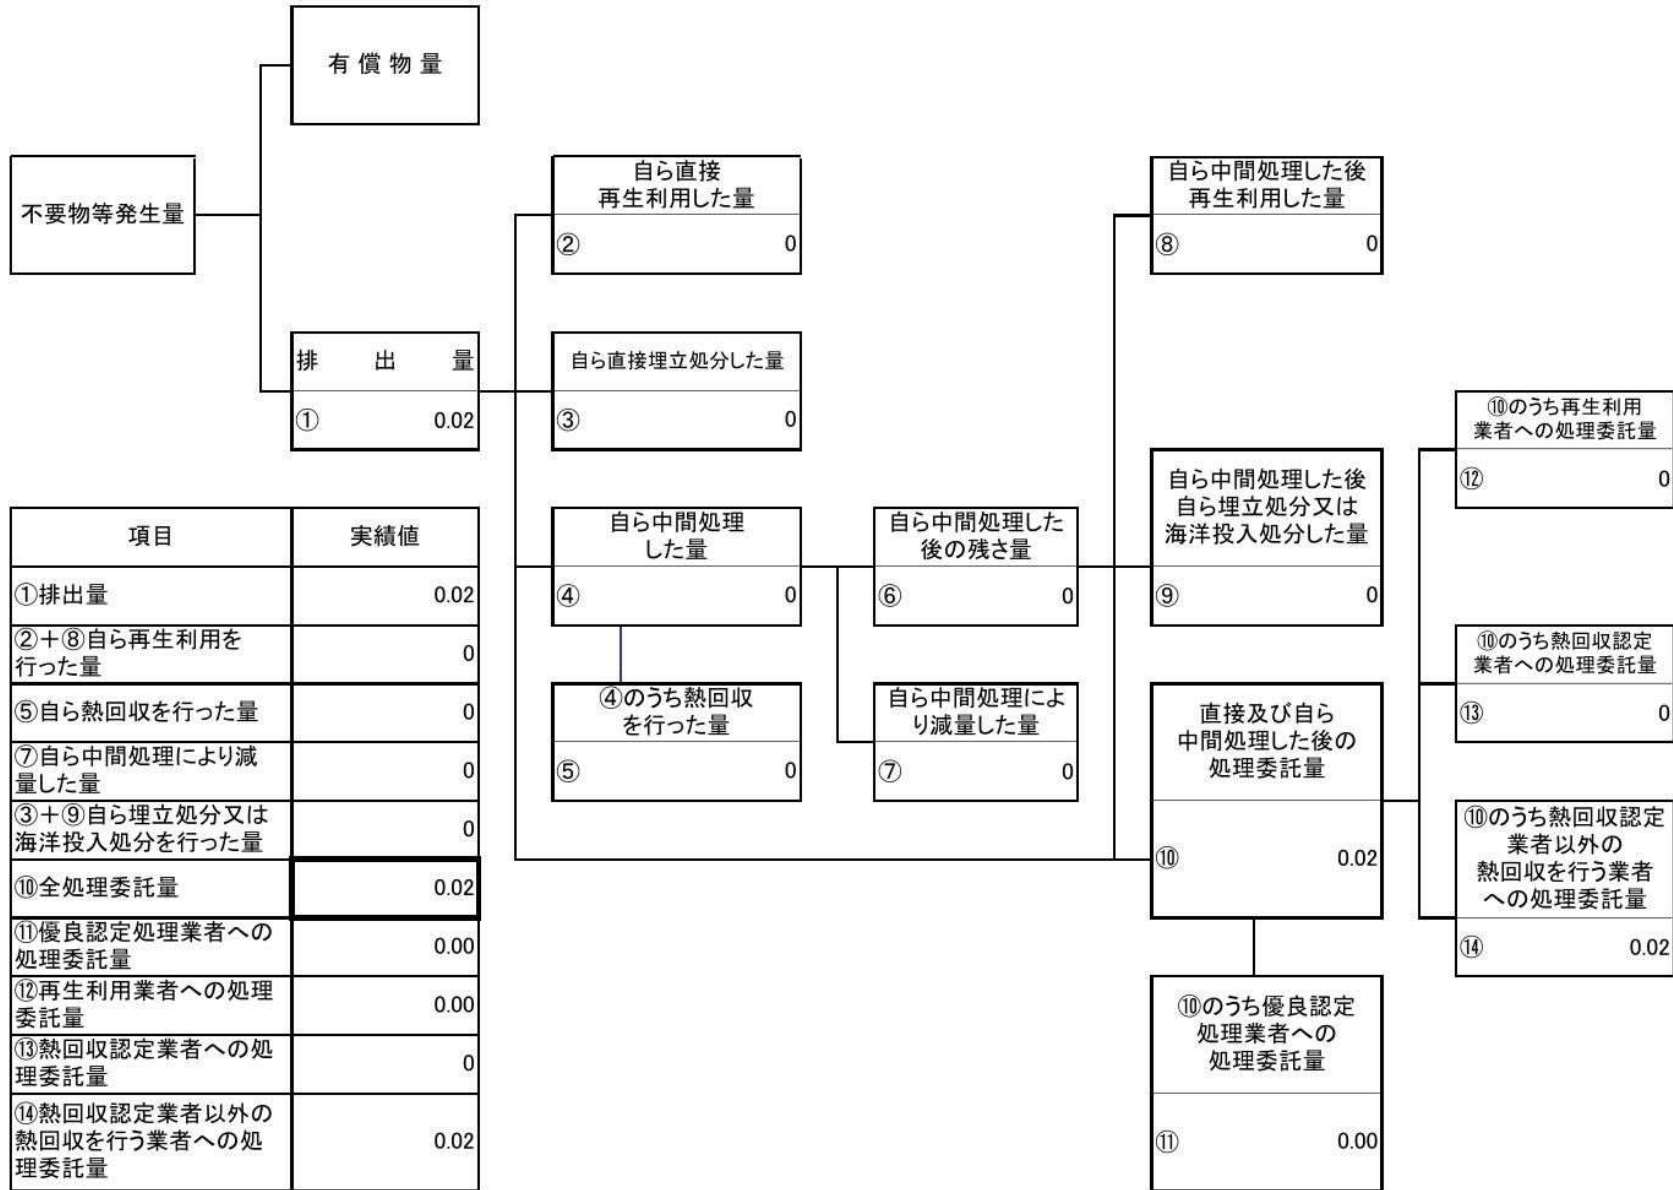 有 償 物 量
不要物等発生量
自ら直接
再生利用した量
② 0
自ら中間処理した後
再生利用した量
⑧ 0
排 出 量
① 0.02
自ら直接埋立処分した量
③ 0
自ら中間処理
した量
④ 0
自ら中間処理した
後の残さ量
⑥ 0
自ら中間処理した後
自ら埋立処分又は
海洋投入処分した量
⑨ 0
⑩のうち再生利用
業者への処理委託量
⑫ 0
④のうち熱回収
を行った量
⑤ 0
自ら中間処理によ
り減量した量
⑦ 0
直接及び自ら
中間処理した後の
処理委託量
⑩ 0.02
⑩のうち熱回収認定
業者への処理委託量
⑬ 0
⑩のうち熱回収認定
業者以外の
熱回収を行う業者
への処理委託量
⑭ 0.02
⑩のうち優良認定
処理業者への
処理委託量
⑪ 0.00
項目 実績値
①排出量 0.02
②＋⑧自ら再生利用を
行った量 0
⑤自ら熱回収を行った量 0
⑦自ら中間処理により減
量した量 0
③＋⑨自ら埋立処分又は
海洋投入処分を行った量 0
⑩全処理委託量 0.02
⑪優良認定処理業者への
処理委託量 0.00
⑫再生利用業者への処理
委託量 0.00
⑬熱回収認定業者への処
理委託量 0
⑭熱回収認定業者以外の
熱回収を行う業者への処
理委託量 0.02